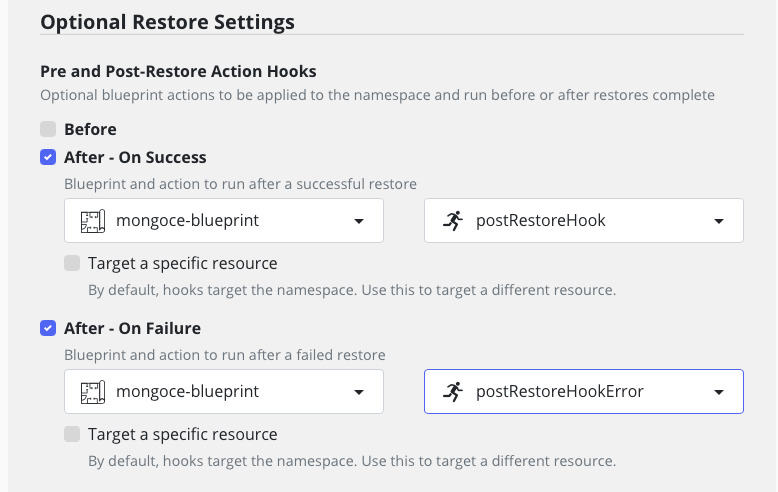 Optional Restore Settings
Pre and Post-Restore Action Hooks
Optional blueprint actions to be applied to the namespace and run before or after restores complete
Before
After - On Success
Blueprint and action to run after a successful restore
mongoce-blueprint postRestoreHook
Target a specific resource
By default, hooks target the namespace. Use this to target a different resource.
After - On Failure
Blueprint and action to run after a failed restore
mongoce-blueprint postRestoreHookError
Target a specific resource
By default, hooks target the namespace. Use this to target a different resource.